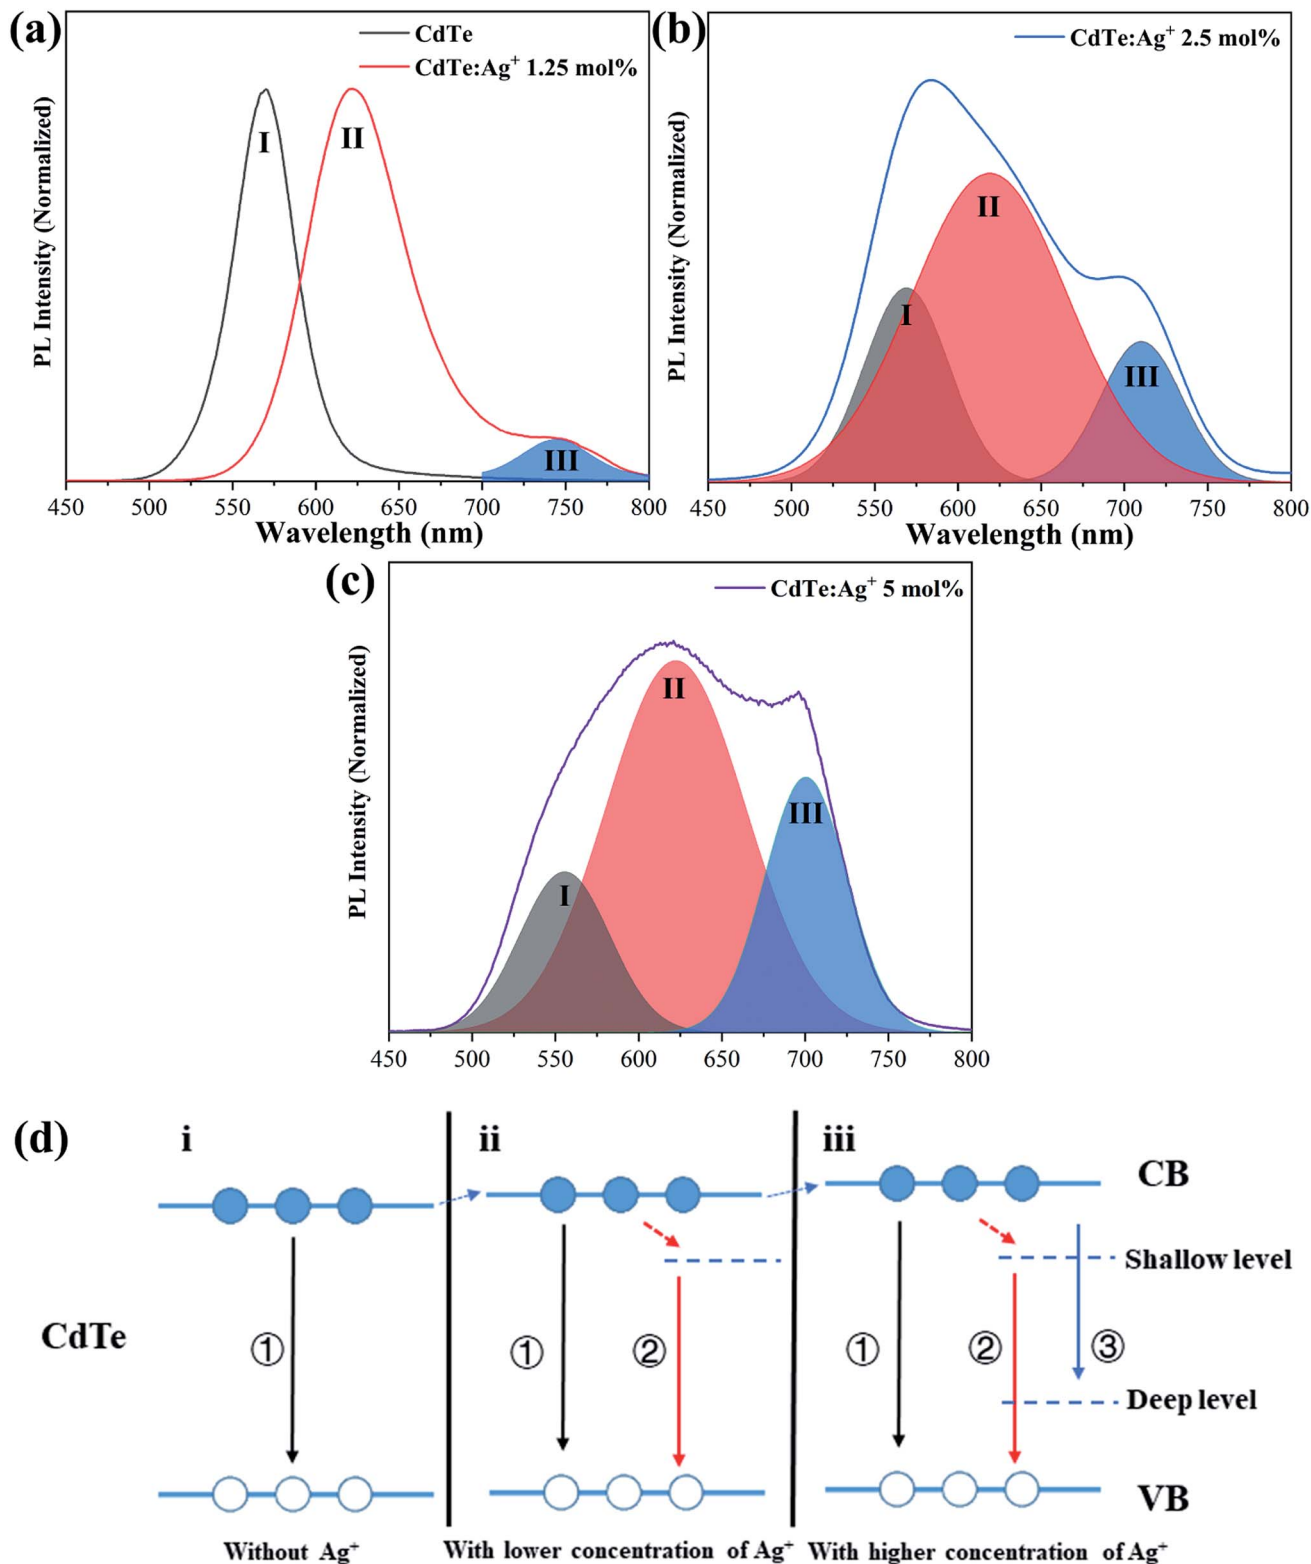 (a)
CdTe
CdTe:Ag⁺ 1.25 mol%
I
II
III
PL Intensity (Normalized)
450 500 550 600 650 700 750 800
Wavelength (nm)
(b)
CdTe:Ag⁺ 2.5 mol%
I
II
III
PL Intensity (Normalized)
450 500 550 600 650 700 750 800
Wavelength (nm)
(c)
CdTe:Ag⁺ 5 mol%
I
II
III
PL Intensity (Normalized)
450 500 550 600 650 700 750 800
(d)
i
ii
iii
CB
Shallow level
CdTe
①
① ②
① ② ③
Deep level
VB
Without Ag⁺
With lower concentration of Ag⁺
With higher concentration of Ag⁺